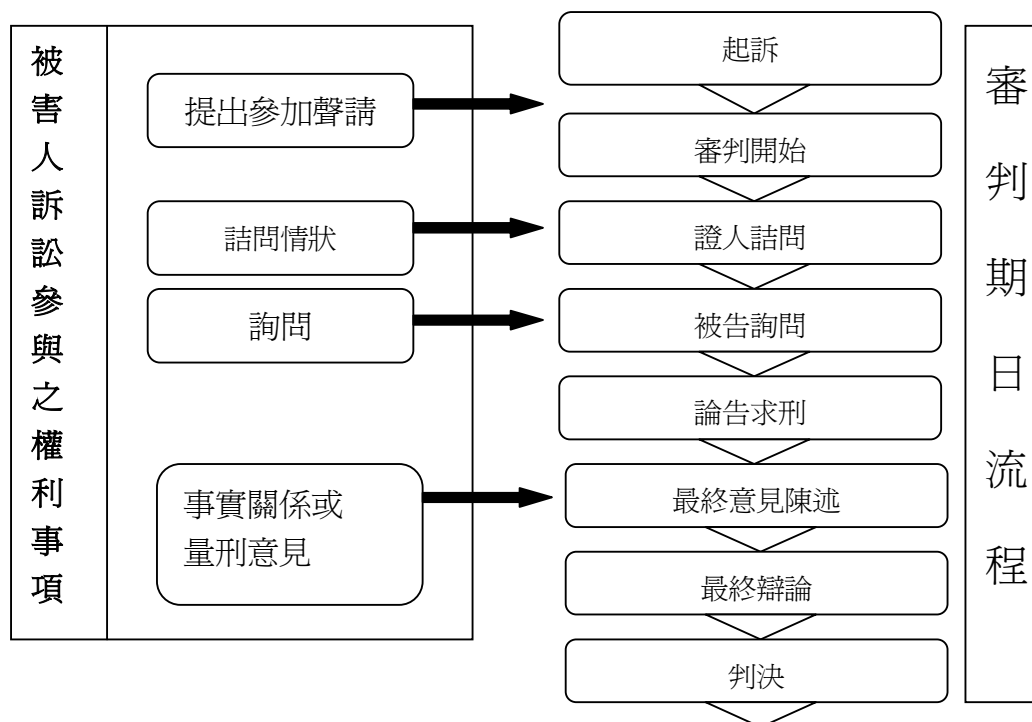 被害人訴訟參與之權利事項
提出參加聲請
詰問情狀
詢問
事實關係或
量刑意見
起訴
審判開始
證人詰問
被告詢問
論告求刑
最終意見陳述
最終辯論
判決
審判期日流程